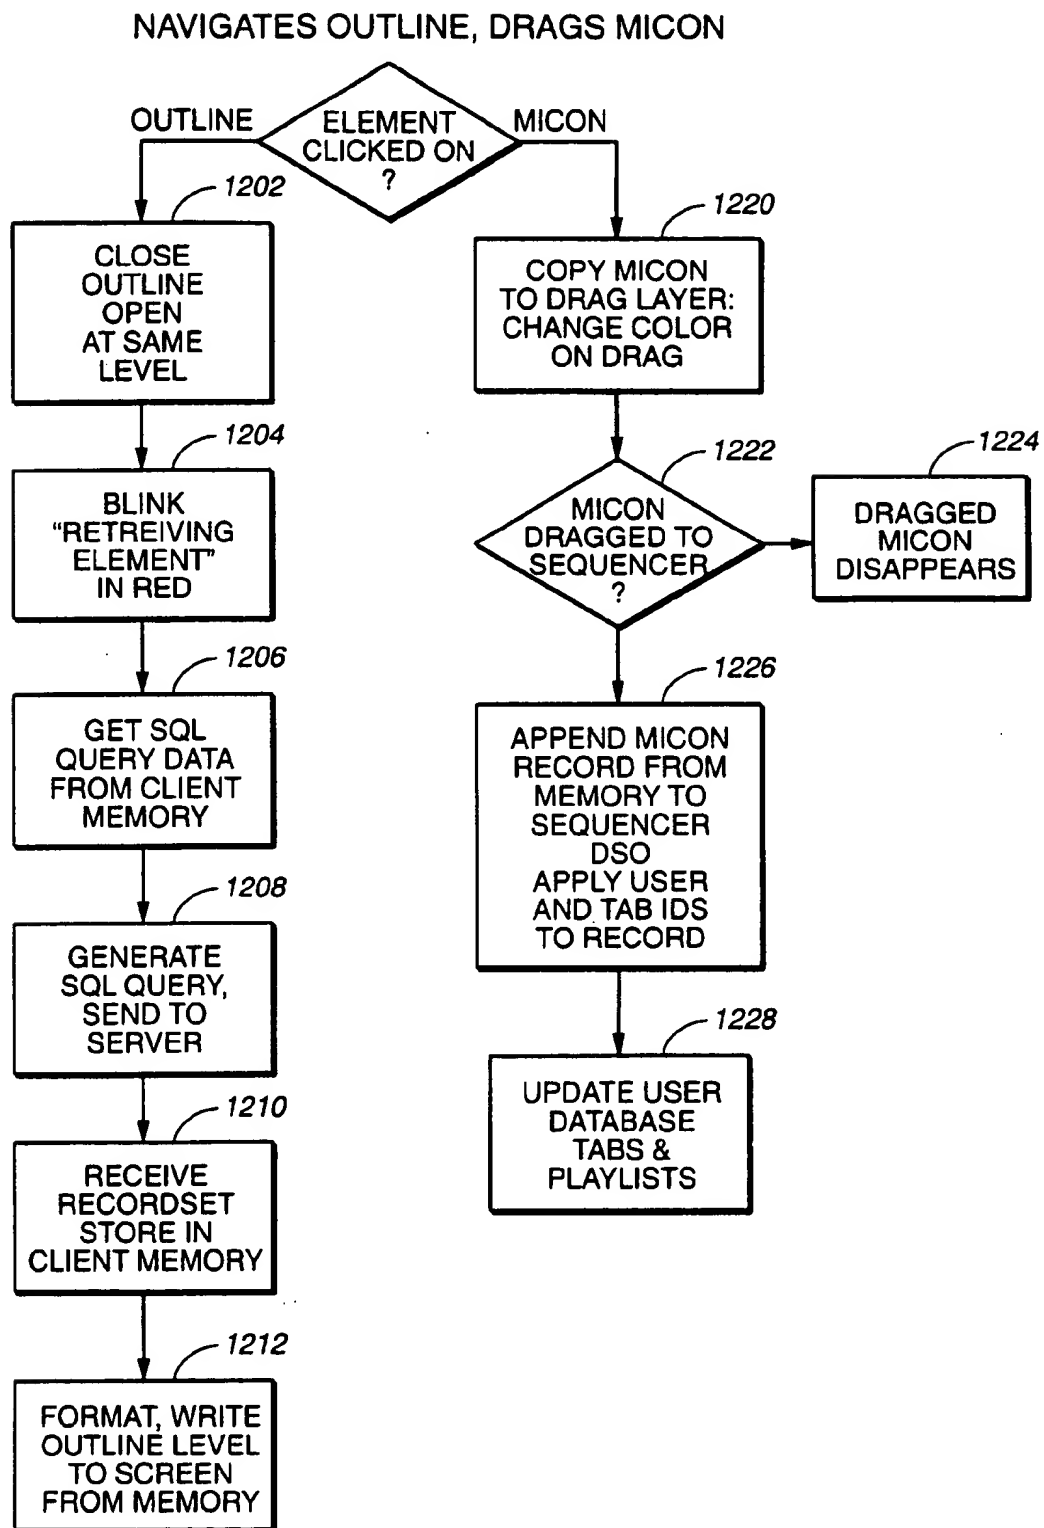 NAVIGATES OUTLINE, DRAGS MICON
ELEMENT
CLICKED ON
?
OUTLINE
MICON
1202
CLOSE
OUTLINE
OPEN
AT SAME
LEVEL
1204
BLINK
“RETREIVING
ELEMENT”
IN RED
1206
GET SQL
QUERY DATA
FROM CLIENT
MEMORY
1208
GENERATE
SQL QUERY,
SEND TO
SERVER
1210
RECEIVE
RECORDSET
STORE IN
CLIENT MEMORY
1212
FORMAT, WRITE
OUTLINE LEVEL
TO SCREEN
FROM MEMORY
1220
COPY MICON
TO DRAG LAYER:
CHANGE COLOR
ON DRAG
1222
MICON
DRAGGED TO
SEQUENCER
?
1224
DRAGGED
MICON
DISAPPEARS
1226
APPEND MICON
RECORD FROM
MEMORY TO
SEQUENCER
DSO
APPLY USER
AND TAB IDS
TO RECORD
1228
UPDATE USER
DATABASE
TABS &
PLAYLISTS